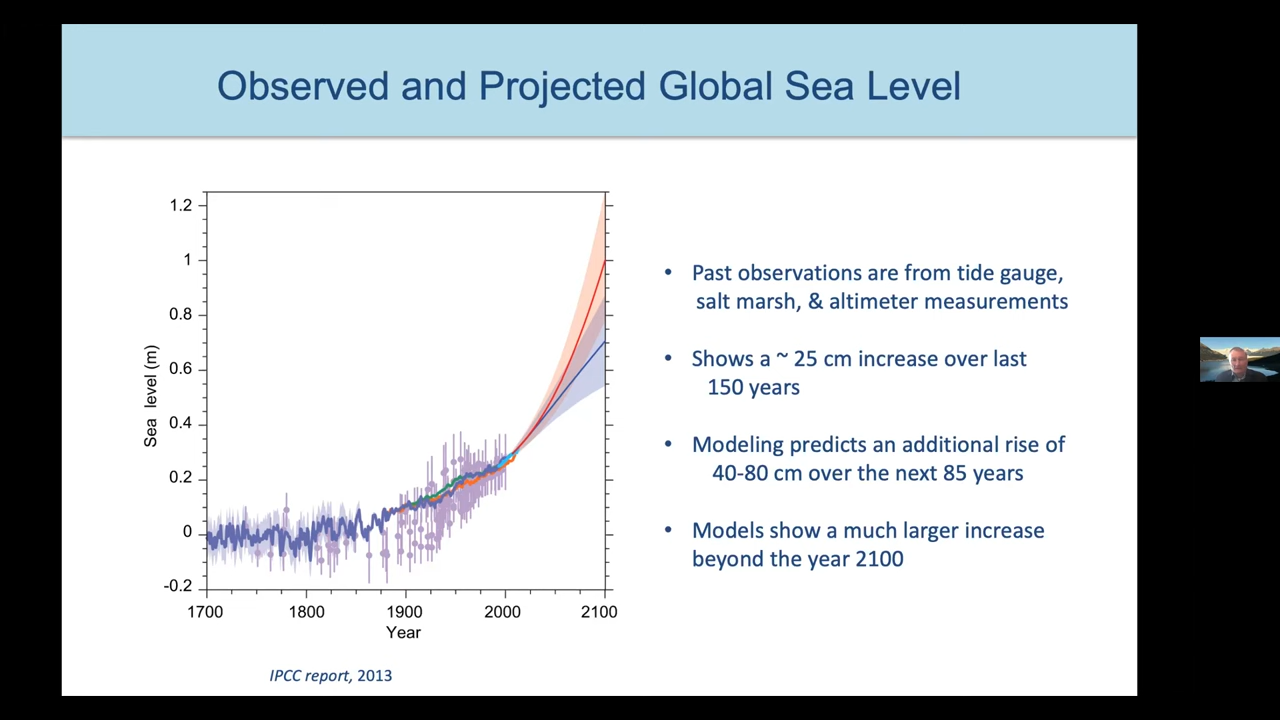 Observed and Projected Global Sea Level
1.2
1
0.8
0.6
0.4
0.2
0
-0.2
Sea level (m)
1700 1800 1900 2000 2100
Year
IPCC report, 2013
• Past observations are from tide gauge,
salt marsh, & altimeter measurements
• Shows a ~ 25 cm increase over last
150 years
• Modeling predicts an additional rise of
40-80 cm over the next 85 years
• Models show a much larger increase
beyond the year 2100